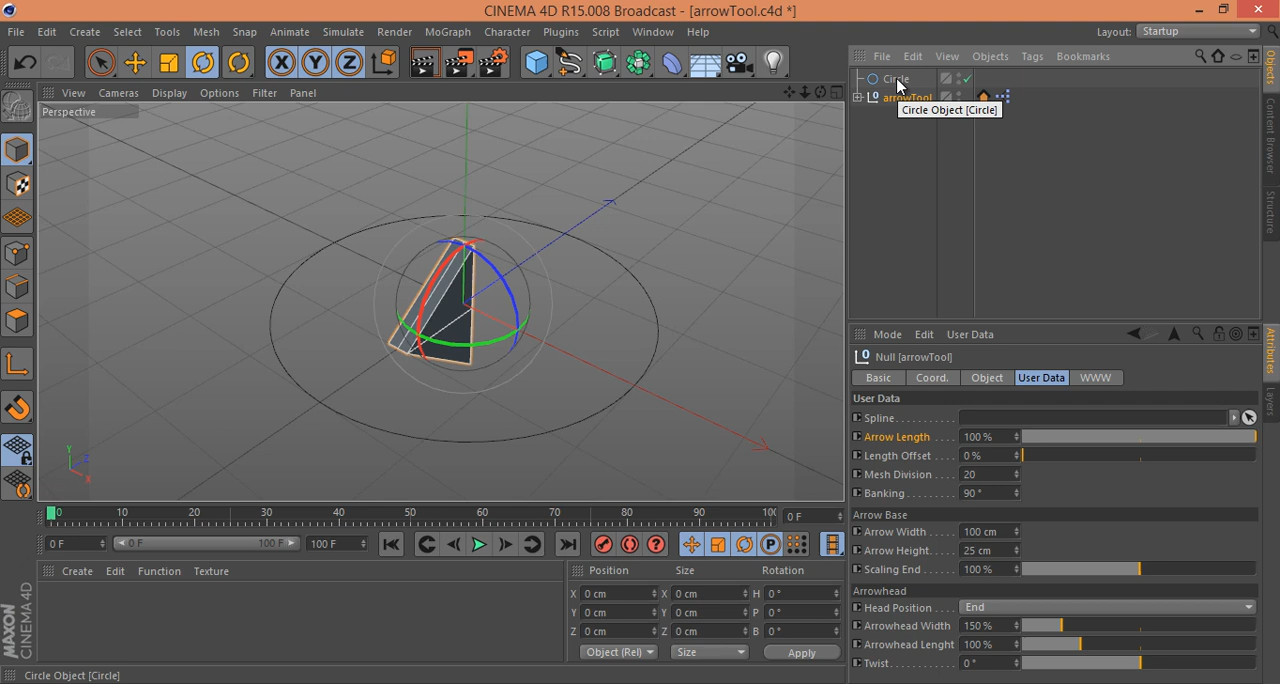 CINEMA 4D R15.008 Broadcast - [arrowTool.c4d *]
File Edit Create Select Tools Mesh Snap Animate Simulate Render MoGraph Character Plugins Script Window Help
Layout: Startup
File Edit View Objects Tags Bookmarks
View Cameras Display Options Filter Panel
Perspective
Circle
arrowTool
Circle Object [Circle]
Objects
Content Browser
Structure
Mode Edit User Data
Null [arrowTool]
Basic Coord. Object User Data WWW
User Data
Spline
Arrow Length 100 %
Length Offset 0 %
Mesh Division 20
Banking 90 °
Arrow Base
Arrow Width 100 cm
Arrow Height 25 cm
Scaling End 100 %
Arrowhead
Head Position End
Arrowhead Width 150 %
Arrowhead Lenght 100 %
Twist 0 °
Attributes
Layers
X Y Z
Y Z X
0 10 20 30 40 50 60 70 80 90 100
0 F
0 F 0 F 100 F 100 F
Create Edit Function Texture
Position Size Rotation
X 0 cm X 0 cm H 0 °
Y 0 cm Y 0 cm P 0 °
Z 0 cm Z 0 cm B 0 °
Object (Rel) Size Apply
MAXON
CINEMA 4D
Circle Object [Circle]